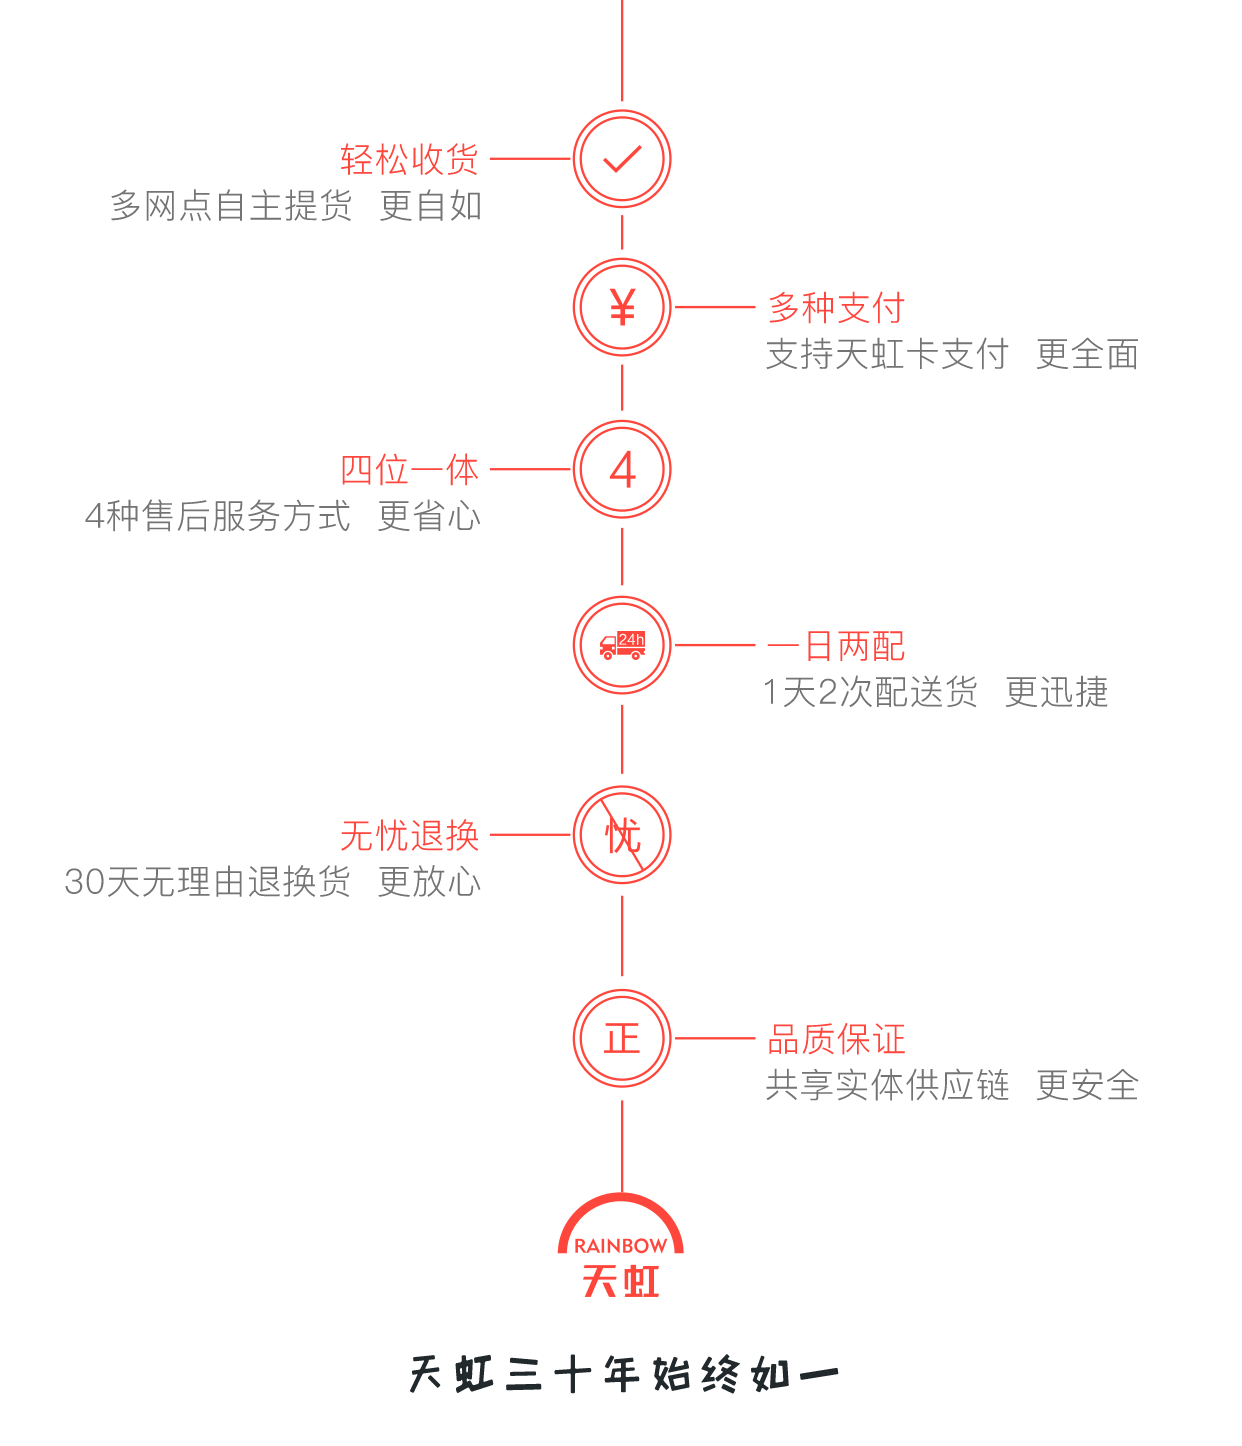 轻松收货
多网点自主提货 更自如
¥
多种支付
支持天虹卡支付 更全面
4
四位一体
4种售后服务方式 更省心
24h
一日两配
1天2次配送货 更迅捷
忧
无忧退换
30天无理由退换货 更放心
正
品质保证
共享实体供应链 更安全
RAINBOW
天虹
天虹三十年始终如一